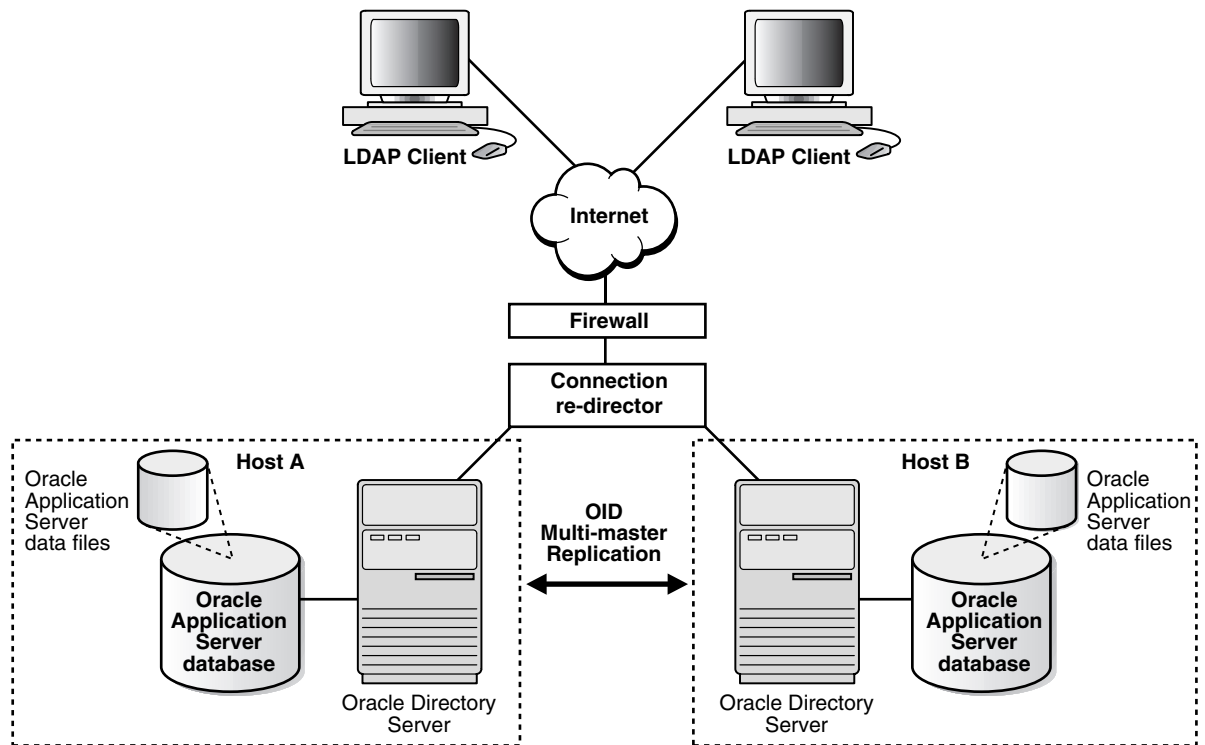 LDAP Client
LDAP Client
Internet
Firewall
Connection
re-director
Host A
Oracle
Application
Server
data files
Oracle
Application
Server
database
Oracle Directory
Server
OID
Multi-master
Replication
Host B
Oracle
Application
Server
data files
Oracle
Application
Server
database
Oracle Directory
Server